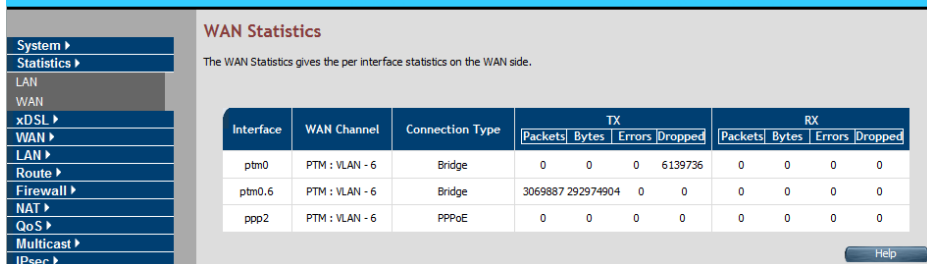 WAN Statistics
The WAN Statistics gives the per interface statistics on the WAN side.
System
Statistics
LAN
WAN
xDSL
WAN
LAN
Route
Firewall
NAT
QoS
Multicast
IPsec
Interface WAN Channel Connection Type TX RX
Packets Bytes Errors Dropped Packets Bytes Errors Dropped
ptm0 PTM : VLAN - 6 Bridge 0 0 0 6139736 0 0 0 0
ptm0.6 PTM : VLAN - 6 Bridge 3069887 292974904 0 0 0 0 0 0
ppp2 PTM : VLAN - 6 PPPoE 0 0 0 0 0 0 0 0
Help